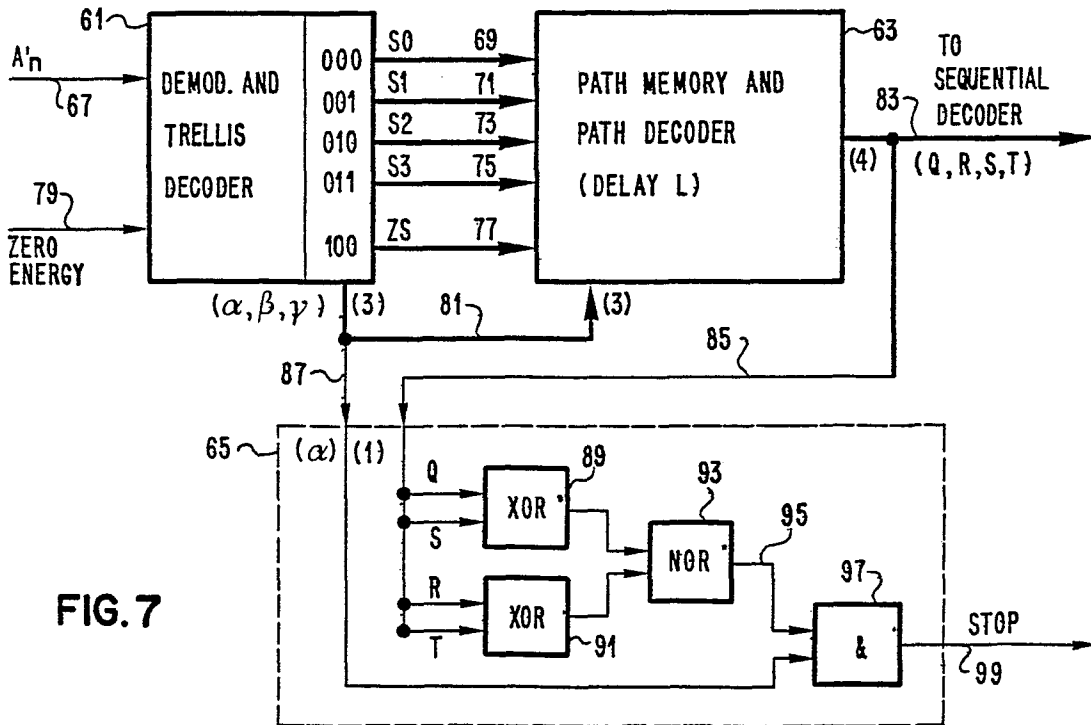 61
A'n
67
79
ZERO
ENERGY
DEMOD. AND
TRELLIS
DECODER
000
001
010
011
100
S0 69
S1 71
S2 73
S3 75
ZS 77
PATH MEMORY AND
PATH DECODER
(DELAY L)
63
TO
SEQUENTIAL
DECODER
83
(4)
(Q,R,S,T)
(α,β,γ) (3)
81
(3)
85
87
65
(α) (1)
Q
S
XOR
89
R
T
XOR
91
93
NOR
95
97
&
STOP
99
FIG. 7